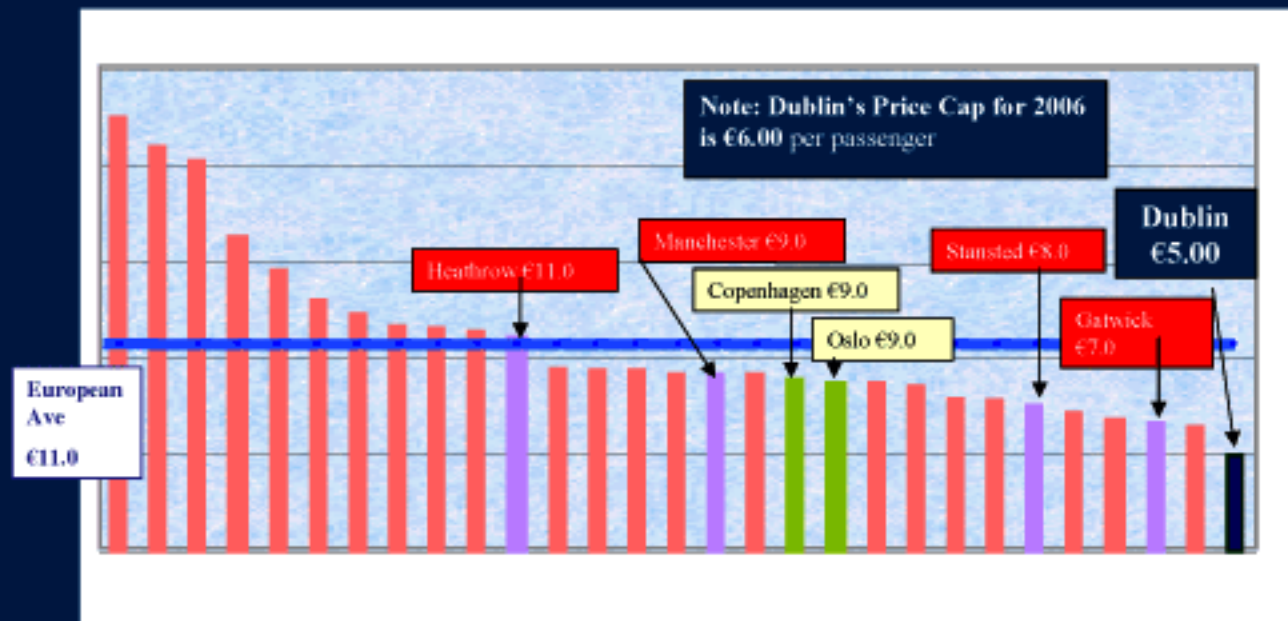 Note: Dublin's Price Cap for 2006
is €6.00 per passenger
Dublin
€5.00
Manchester €9.0
Stansted €8.0
Heathrow €11.0
Copenhagen €9.0
Gatwick
€7.0
Oslo €9.0
European
Ave
€11.0